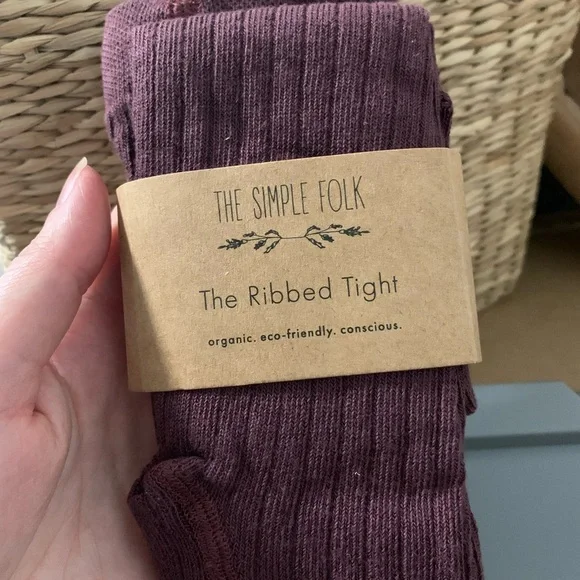 THE SIMPLE FOLK
The Ribbed Tight
organic. eco-friendly. conscious.